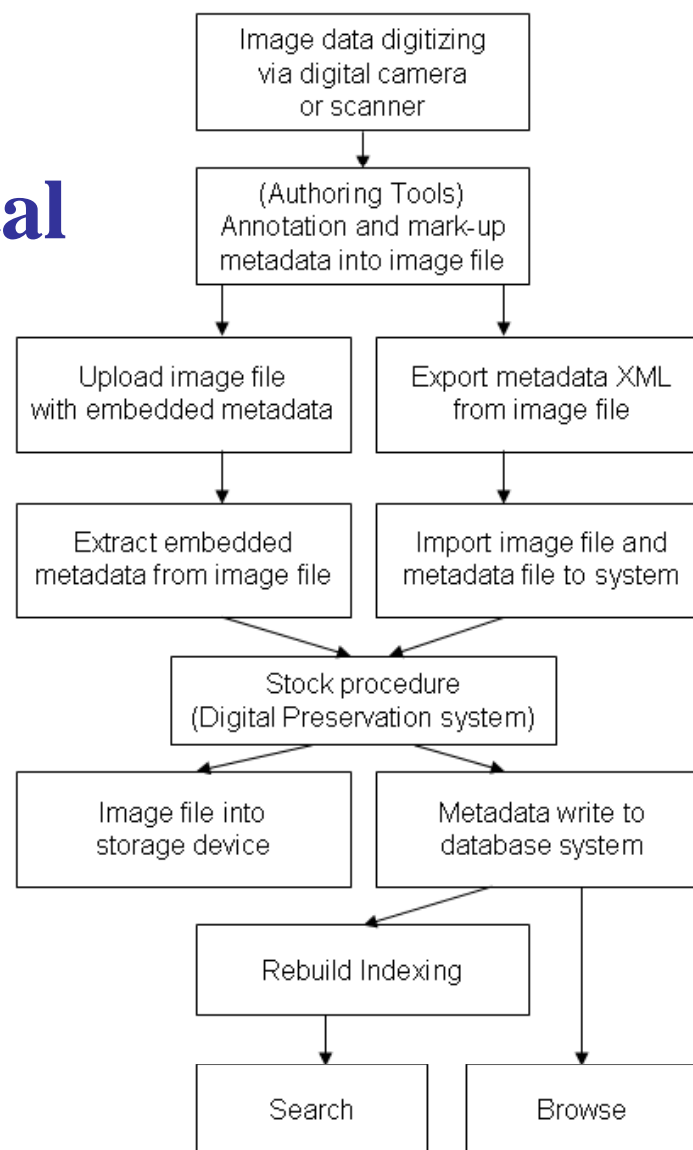 Image data digitizing
via digital camera
or scanner
(Authoring Tools)
Annotation and mark-up
metadata into image file
Upload image file
with embedded metadata
Export metadata XML
from image file
Extract embedded
metadata from image file
Import image file and
metadata file to system
Stock procedure
(Digital Preservation system)
Image file into
storage device
Metadata write to
database system
Rebuild Indexing
Search
Browse